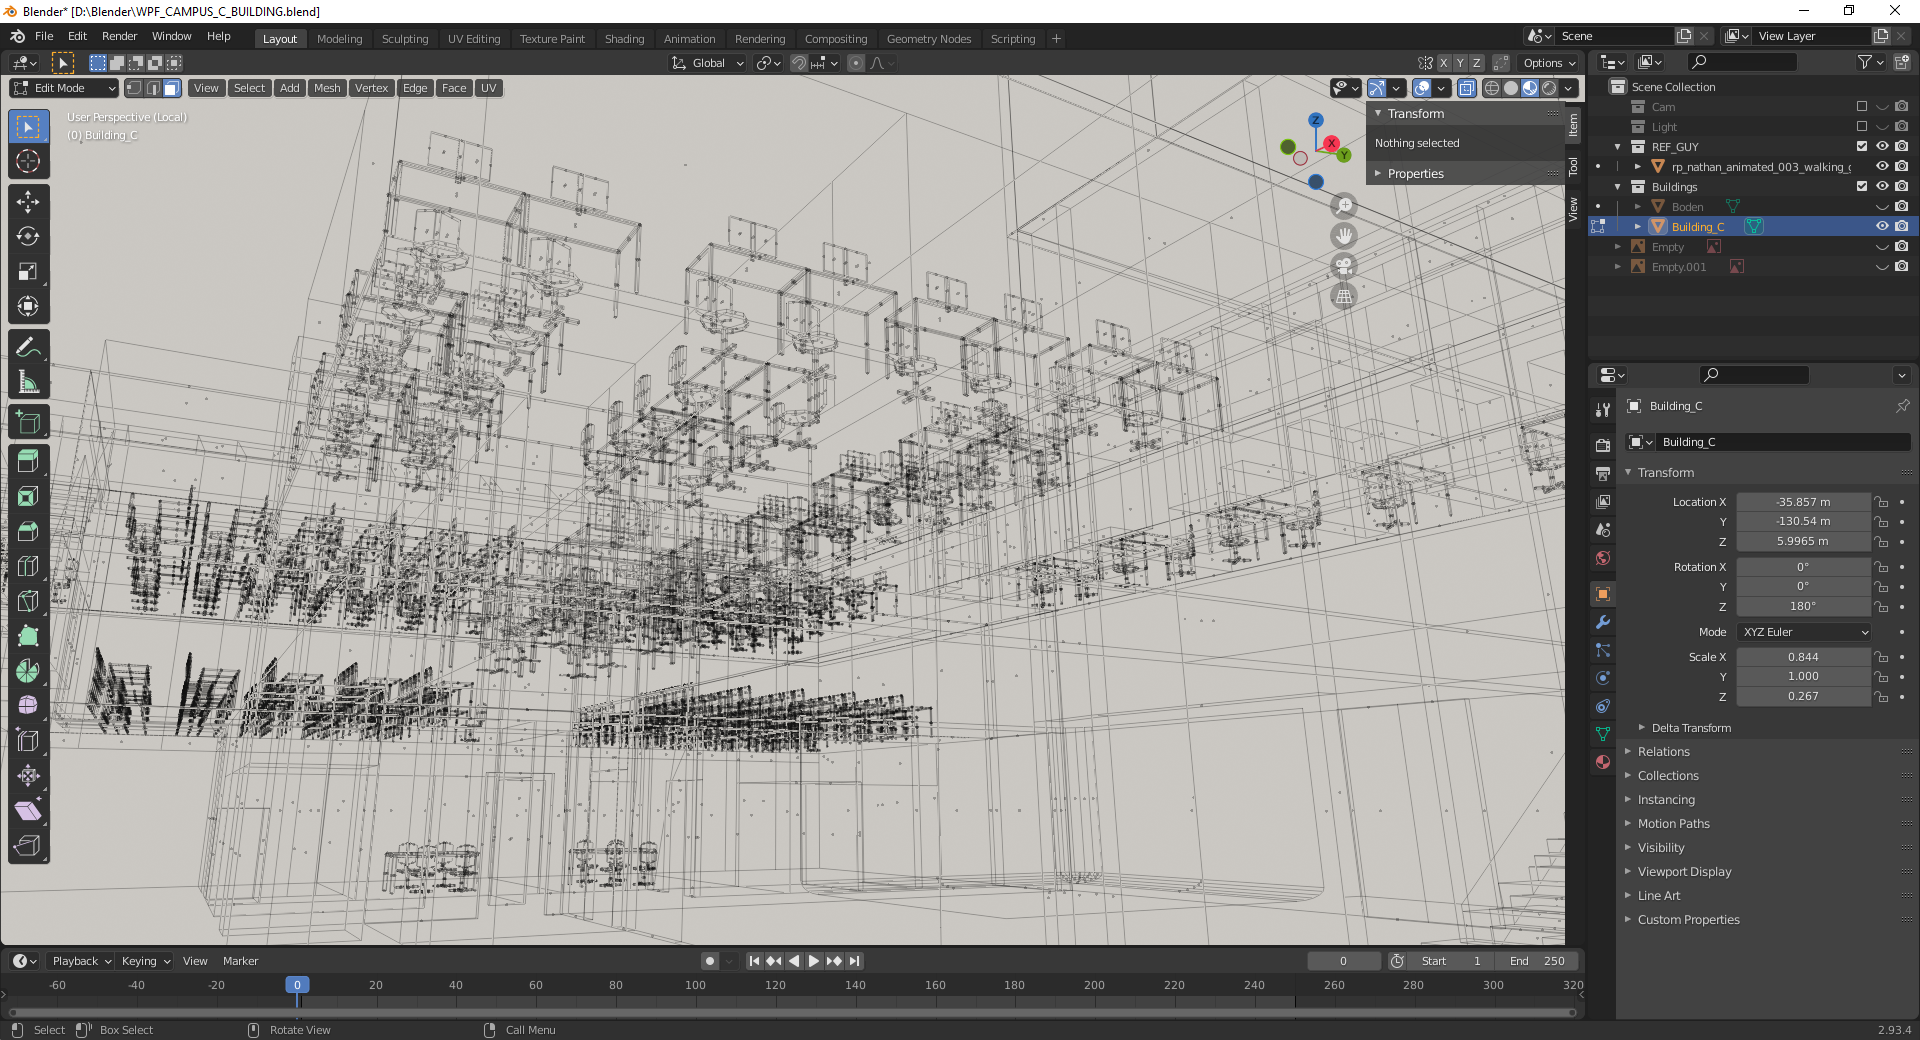 Blender* [D:\Blender\WPF_CAMPUS_C_BUILDING.blend]
File Edit Render Window Help
Layout Modeling Sculpting UV Editing Texture Paint Shading Animation Rendering Compositing Geometry Nodes Scripting +
Scene
View Layer
Global
X Y Z
Options
Edit Mode View Select Add Mesh Vertex Edge Face UV
User Perspective (Local)
(0) Building_C
Z
X
Y
Transform
Nothing selected
Properties
Item
Tool
View
Scene Collection
Cam
Light
REF_GUY
rp_nathan_animated_003_walking_
Buildings
Boden
Building_C
Empty
Empty.001
Building_C
Building_C
Transform
Location X -35.857 m
Y -130.54 m
Z 5.9965 m
Rotation X 0°
Y 0°
Z 180°
Mode XYZ Euler
Scale X 0.844
Y 1.000
Z 0.267
Delta Transform
Relations
Collections
Instancing
Motion Paths
Visibility
Viewport Display
Line Art
Custom Properties
Playback Keying View Marker
0
Start 1
End 250
-60 -40 -20 0 20 40 60 80 100 120 140 160 180 200 220 240 260 280 300 320
Select Box Select Rotate View Call Menu
2.93.4